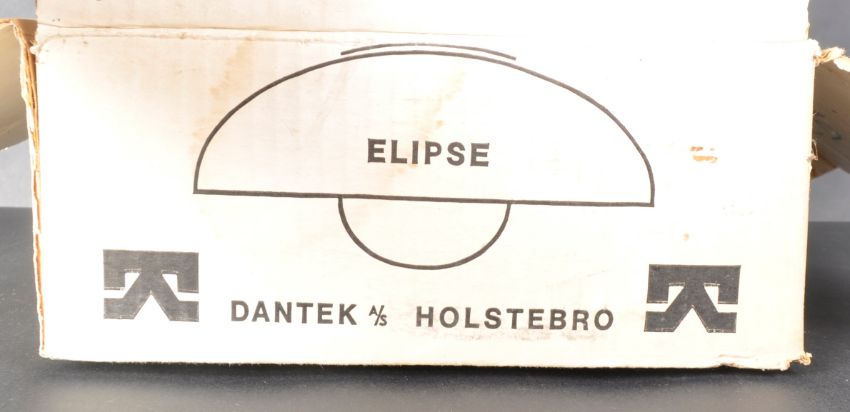 ELIPSE
DANTEK A/S HOLSTEBRO